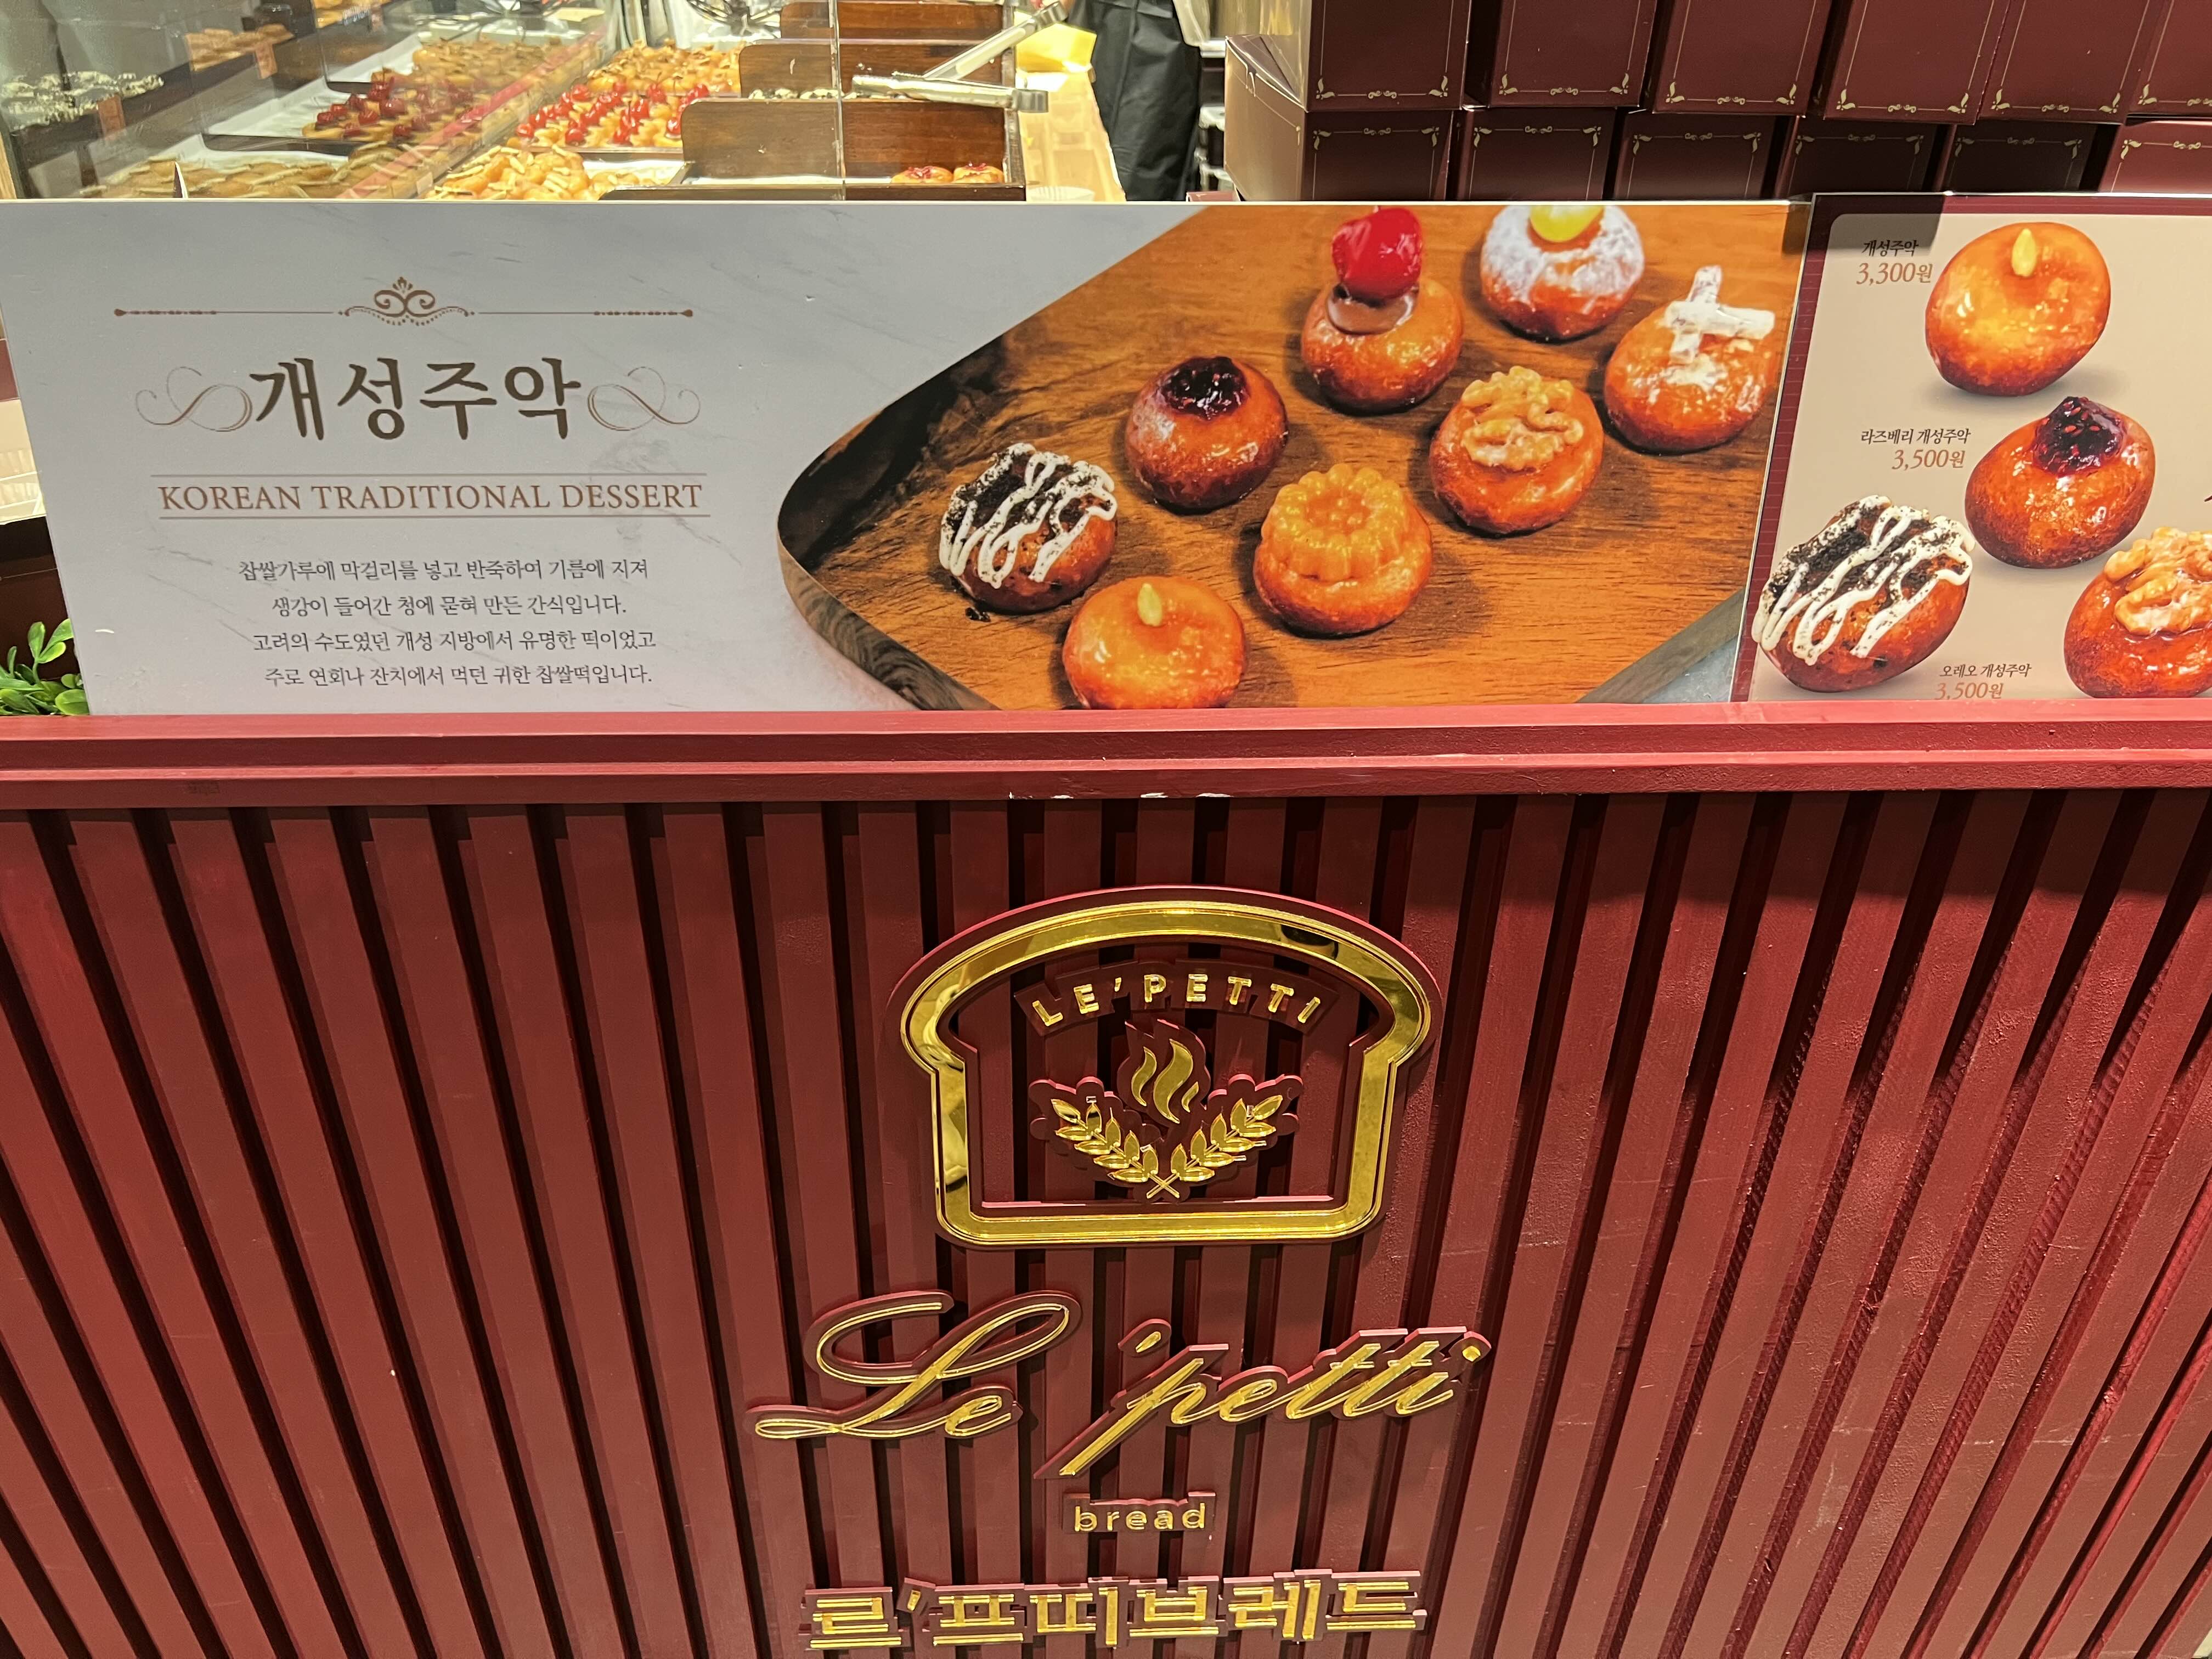 개성주악
KOREAN TRADITIONAL DESSERT
찹쌀가루에 막걸리를 넣고 반죽하여 기름에 지져
생강이 들어간 청에 묻혀 만든 간식입니다.
고려의 수도였던 개성 지방에서 유명한 떡이었고
주로 연회나 잔치에서 먹던 귀한 찹쌀떡입니다.
개성주악
3,300원
라즈베리 개성주악
3,500원
오레오 개성주악
3,500원
LE'PETTI
Le'petti
bread
르'프띠브레드